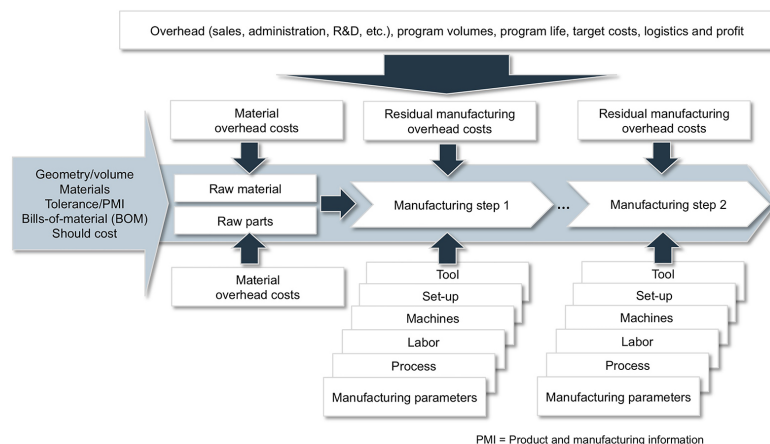 Overhead (sales, administration, R&D, etc.), program volumes, program life, target costs, logistics and profit
Material
overhead costs
Residual manufacturing
overhead costs
Residual manufacturing
overhead costs
Geometry/volume
Materials
Tolerance/PMI
Bills-of-material (BOM)
Should cost
Raw material
Raw parts
Manufacturing step 1
...
Manufacturing step 2
Material
overhead costs
Tool
Set-up
Machines
Labor
Process
Manufacturing parameters
Tool
Set-up
Machines
Labor
Process
Manufacturing parameters
PMI = Product and manufacturing information